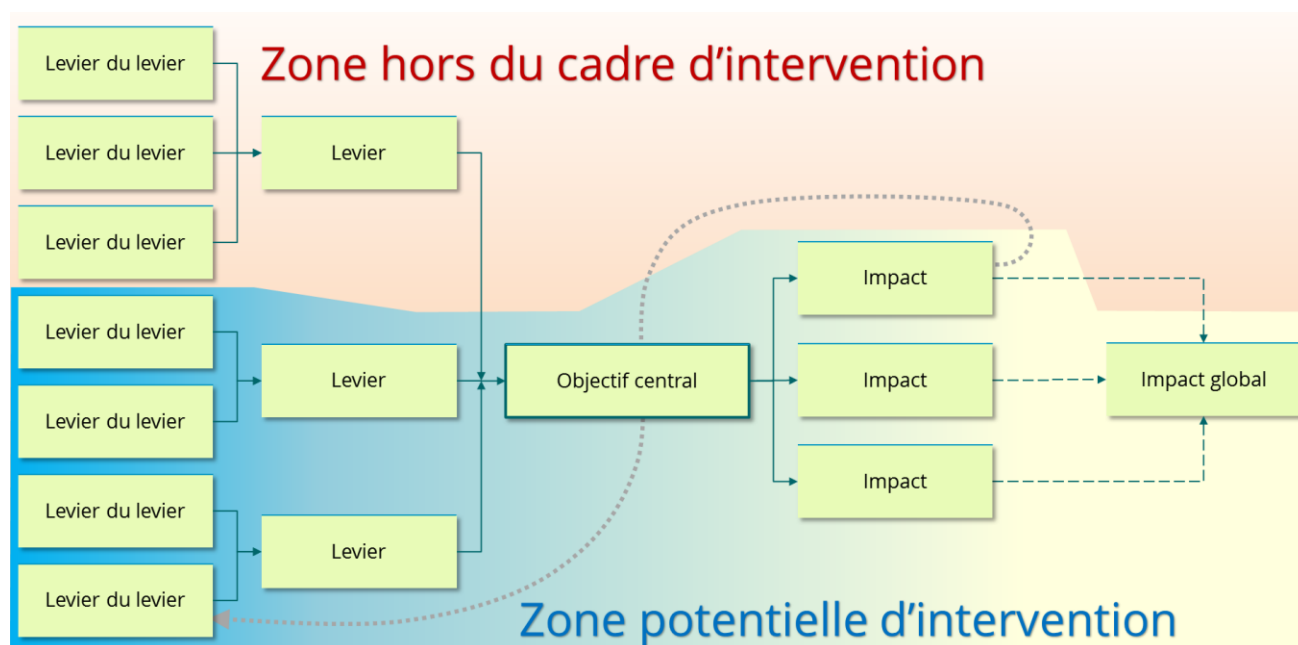 Levier du levier
Zone hors du cadre d’intervention
Levier du levier
Levier
Levier du levier
Impact
Levier du levier
Levier
Objectif central
Impact
Impact global
Levier du levier
Impact
Levier du levier
Levier
Levier du levier
Zone potentielle d’intervention